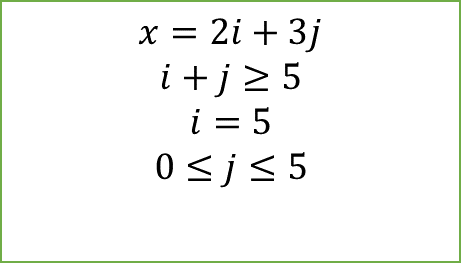 x = 2i + 3j
i + j ≥ 5
i = 5
0 ≤ j ≤ 5